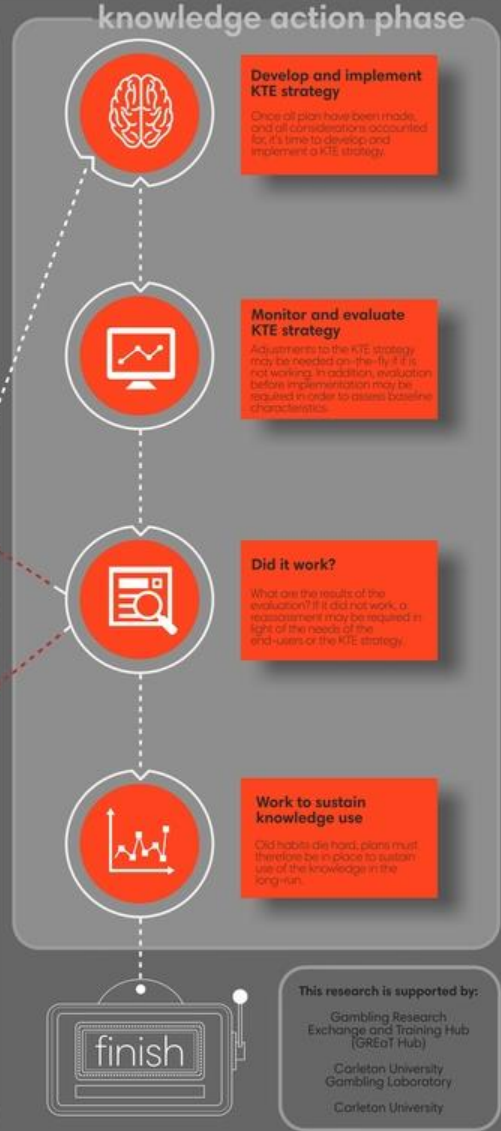 knowledge action phase
Develop and implement
KTE strategy
Once all plan have been made,
and all considerations accounted
for, it's time to develop and
implement a KTE strategy.
Monitor and evaluate
KTE strategy
Adjustments to the KTE strategy
may be needed on-the-fly if it is
not working. In addition, evaluation
before implementation may be
required in order to assess baseline
characteristics.
Did it work?
What are the results of the
evaluation? If it did not work, a
reassessment may be required in
light of the needs of the
end-users or the KTE strategy.
Work to sustain
knowledge use
Old habits die hard, plans must
therefore be in place to sustain
use of the knowledge in the
long-run.
finish
This research is supported by:
Gambling Research
Exchange and Training Hub
(GREaT Hub)
Carleton University
Gambling Laboratory
Carleton University